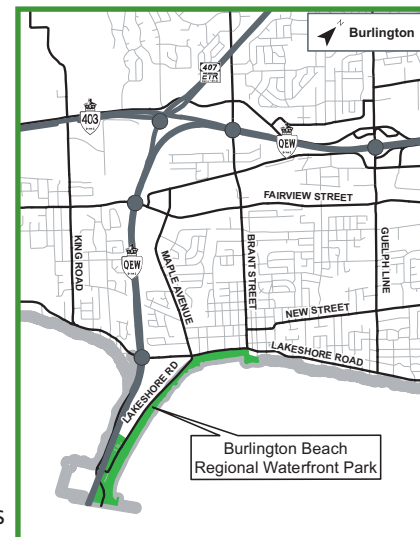 N
Burlington
407
ETR
403
QEW
FAIRVIEW STREET
KING ROAD
QEW
MAPLE AVENUE
BRANT STREET
GUELPH LINE
NEW STREET
LAKESHORE ROAD
LAKESHORE RD
Burlington Beach
Regional Waterfront Park
s